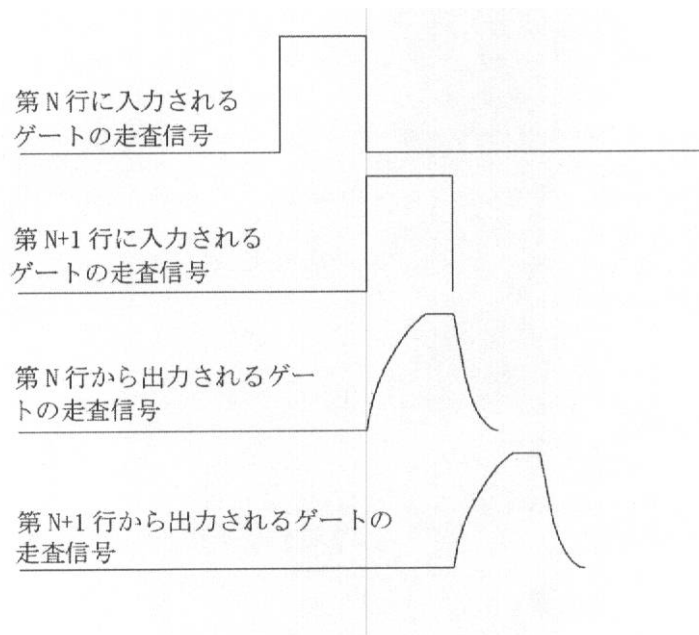 第N行に入力される
ゲートの走査信号
第N+1行に入力される
ゲートの走査信号
第N行から出力されるゲー
トの走査信号
第N+1行から出力されるゲートの
走査信号